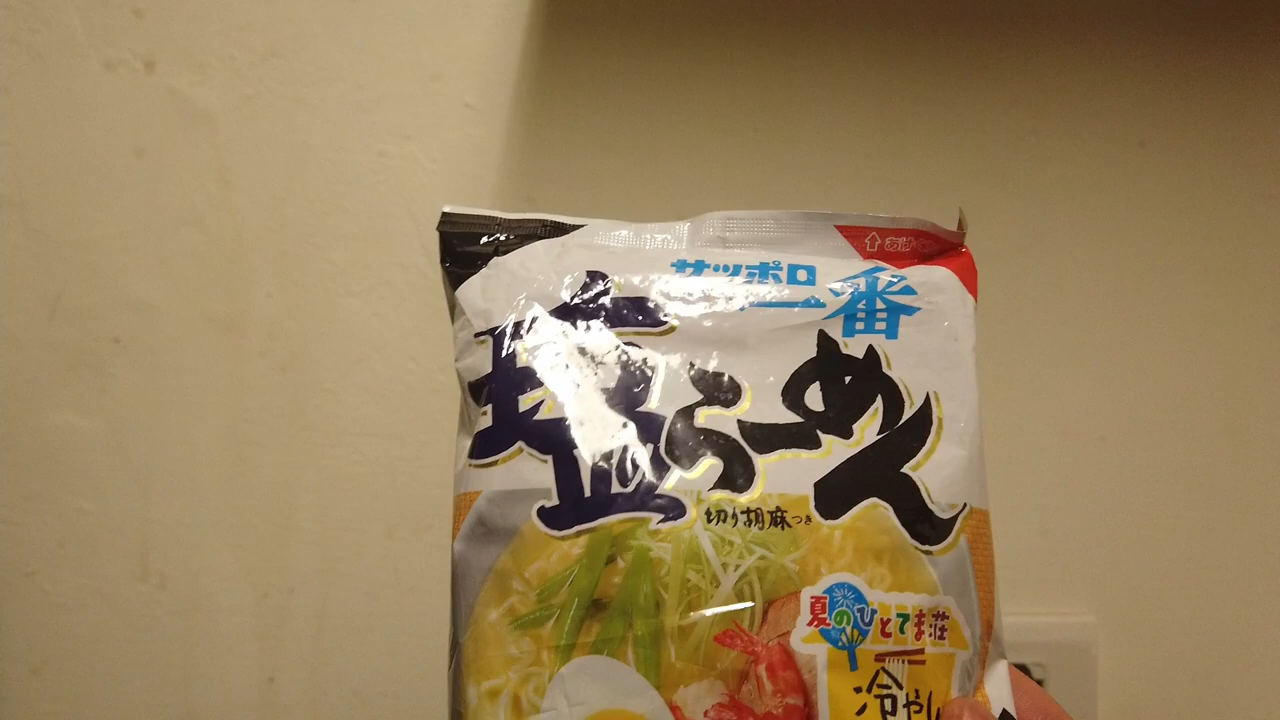 サッポロ一番
塩らーめん
切り胡麻つき
夏のひとてま荘
冷やし